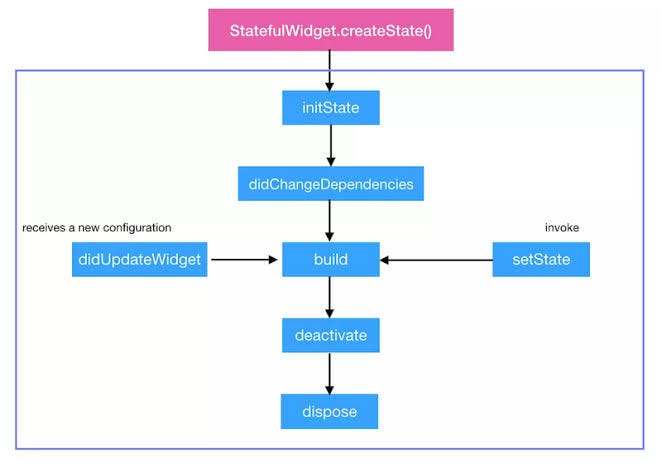 StatefulWidget.createState()
initState
didChangeDependencies
receives a new configuration
invoke
didUpdateWidget
build
setState
deactivate
dispose